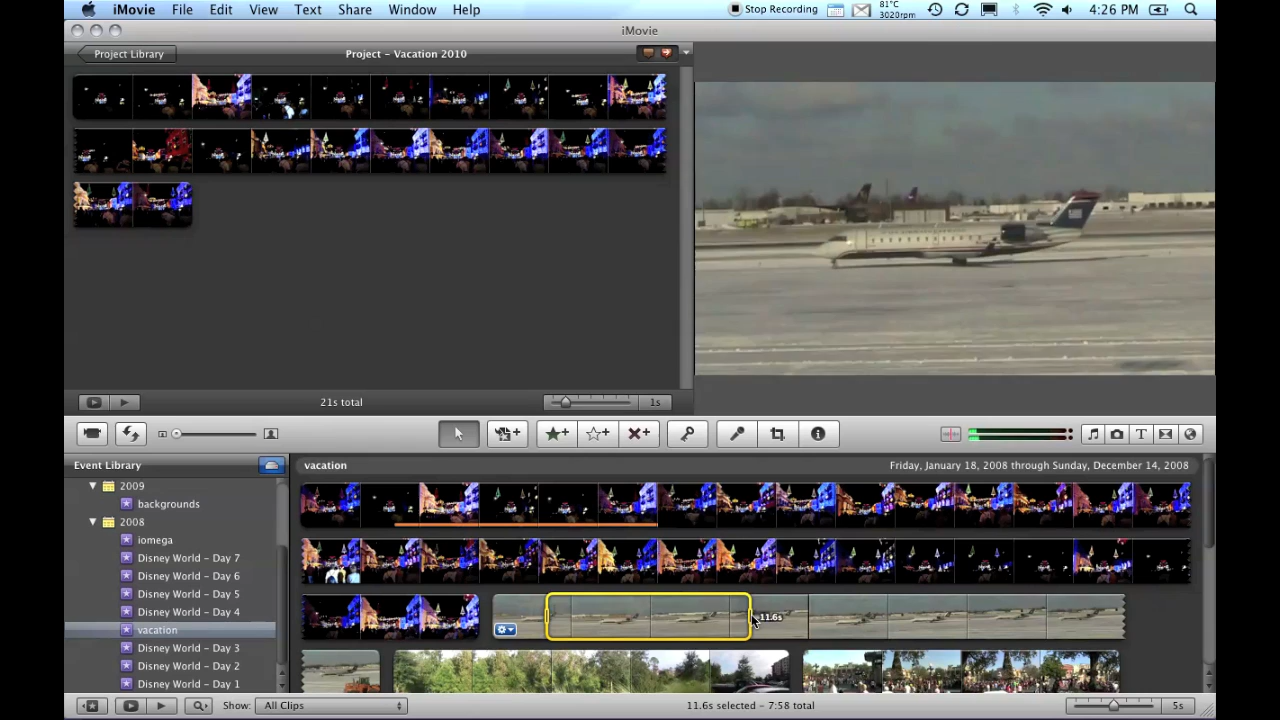 iMovie File Edit View Text Share Window Help Stop Recording 81°C 3020rpm 4:26 PM
iMovie
Project Library Project - Vacation 2010
21s total 1s
Event Library vacation Friday, January 18, 2008 through Sunday, December 14, 2008
2009
backgrounds
2008
iomega
Disney World - Day 7
Disney World - Day 6
Disney World - Day 5
Disney World - Day 4
vacation
Disney World - Day 3
Disney World - Day 2
Disney World - Day 1
11.6s
Show: All Clips 11.6s selected - 7:58 total 5s